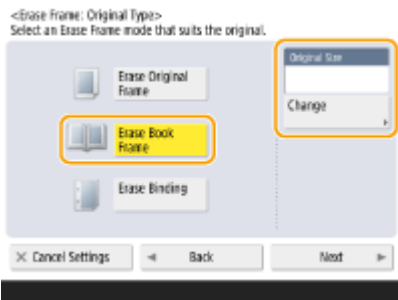 <Erase Frame: Original Type>
Select an Erase Frame mode that suits the original.
Original Size
Erase Original
Frame
Change
Erase Book
Frame
Erase Binding
Cancel Settings
Back
Next